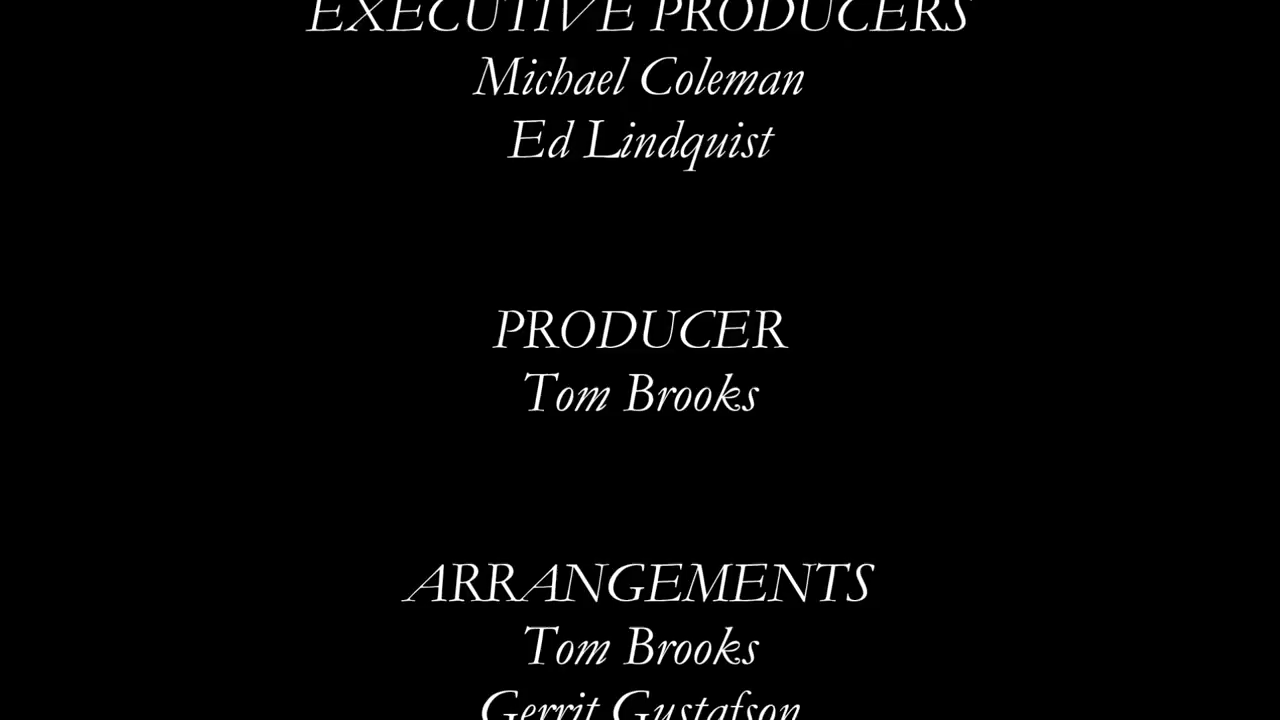 EXECUTIVE PRODUCERS
Michael Coleman
Ed Lindquist
PRODUCER
Tom Brooks
ARRANGEMENTS
Tom Brooks
Gerrit Gustafson